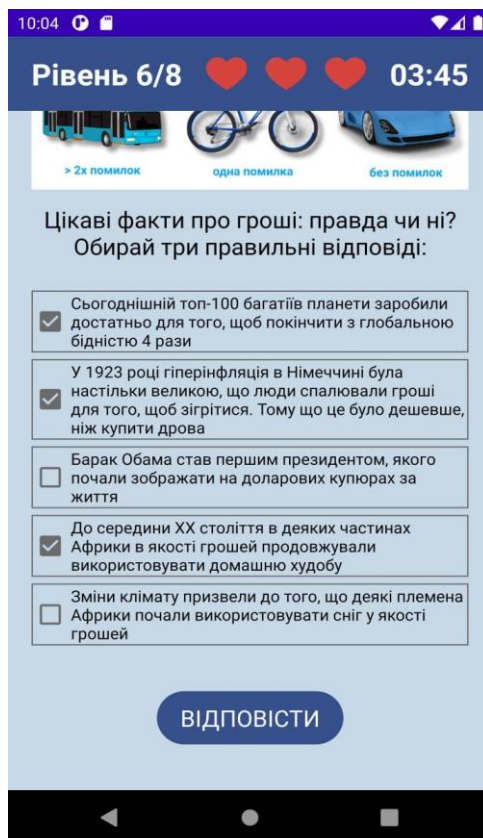 10:04
Рівень 6/8
03:45
> 2х помилок
одна помилка
без помилок
Цікаві факти про гроші: правда чи ні?
Обирай три правильні відповіді:
Сьогоднішній топ-100 багатіїв планети заробили
достатньо для того, щоб покінчити з глобальною
бідністю 4 рази
У 1923 році гіперінфляція в Німеччині була
настільки великою, що люди спалювали гроші
для того, щоб зігрітися. Тому що це було дешевше,
ніж купити дрова
Барак Обама став першим президентом, якого
почали зображати на доларових купюрах за
життя
До середини XX століття в деяких частинах
Африки в якості грошей продовжували
використовувати домашню худобу
Зміни клімату призвели до того, що деякі племена
Африки почали використовувати сніг у якості
грошей
ВІДПОВІСТИ